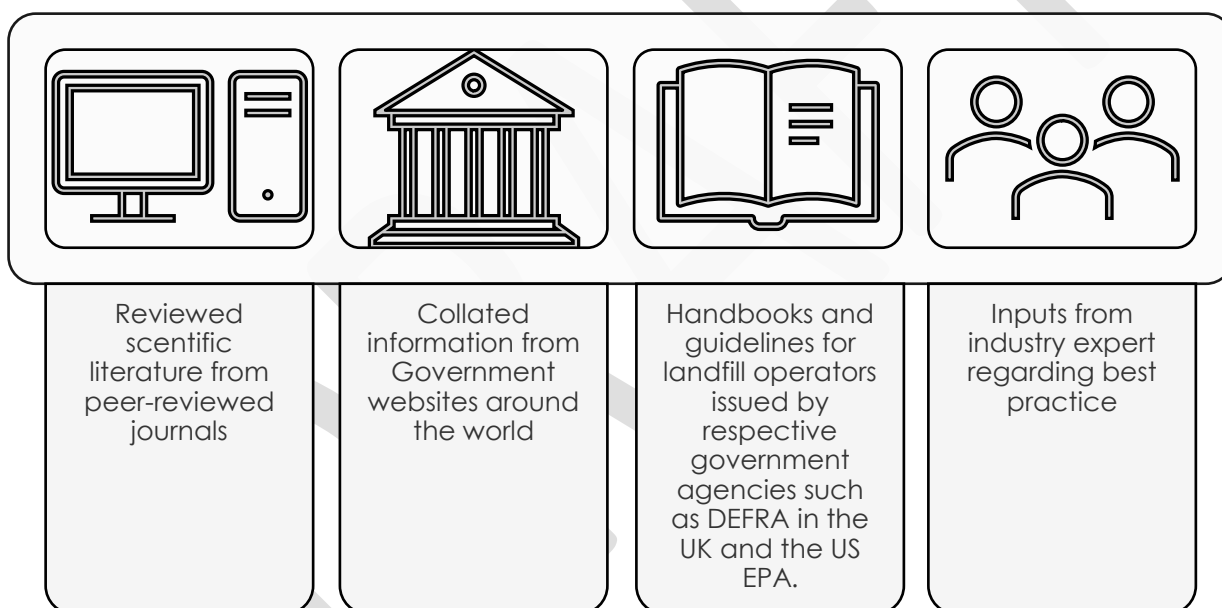 Reviewed
scentific
literature from
peer-reviewed
journals
Collated
information from
Government
websites around
the world
Handbooks and
guidelines for
landfill operators
issued by
respective
government
agencies such
as DEFRA in the
UK and the US
EPA.
Inputs from
industry expert
regarding best
practice